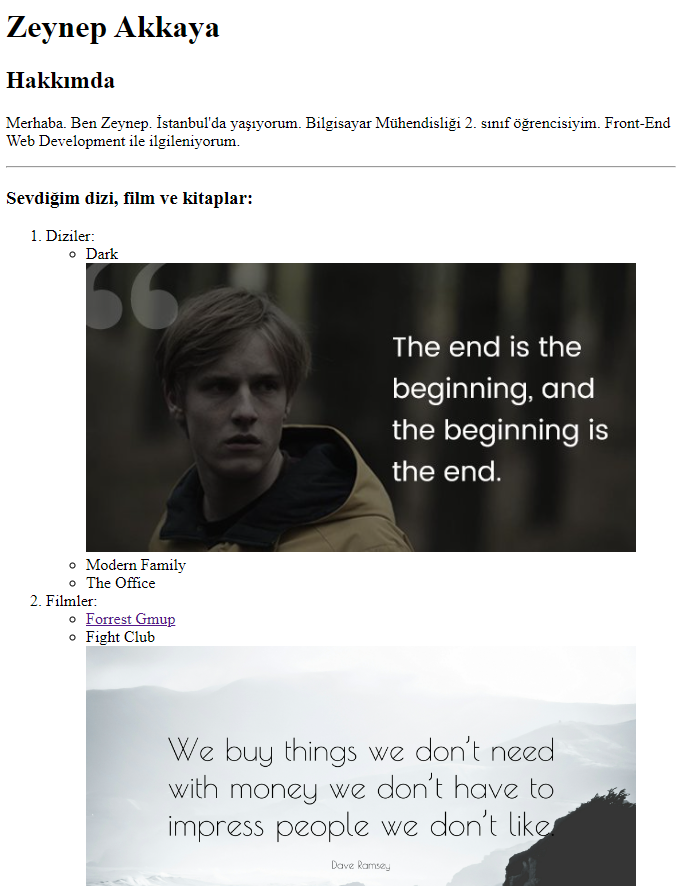 Zeynep Akkaya
Hakkımda
Merhaba. Ben Zeynep. İstanbul'da yaşıyorum. Bilgisayar Mühendisliği 2. sınıf öğrencisiyim. Front-End
Web Development ile ilgileniyorum.
Sevdiğim dizi, film ve kitaplar:
1. Diziler:
Dark
The end is the
beginning, and
the beginning is
the end.
Modern Family
The Office
2. Filmler:
Forrest Gmup
Fight Club
We buy things we don't need
with money we don't have to
impress people we don't like.
Dave Ramsey